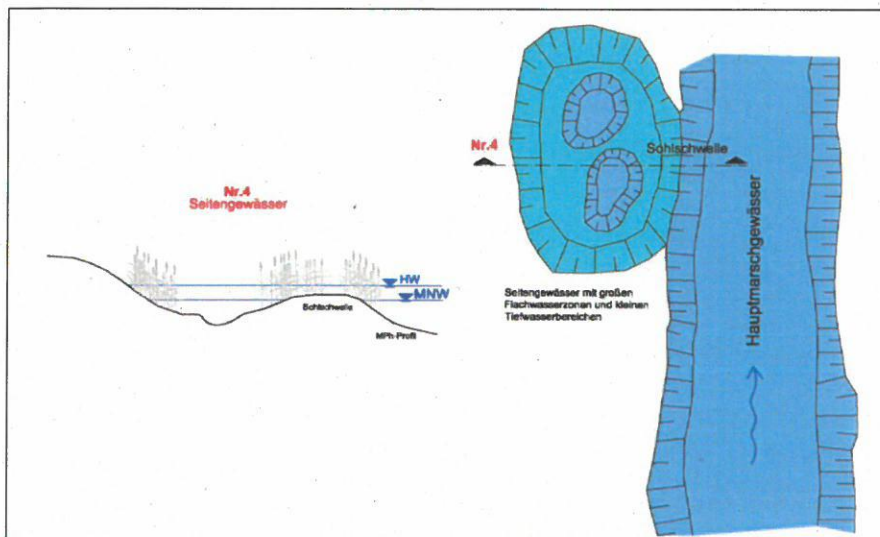 Nr.4
Seitengewässer
HW
MNW
Sohlschwelle
MPh-Profil
Nr.4
Sohlschwelle
Hauptmarschgewässer
Seitengewässer mit großen
Flachwasserzonen und kleinen
Tiefwasserbereichen